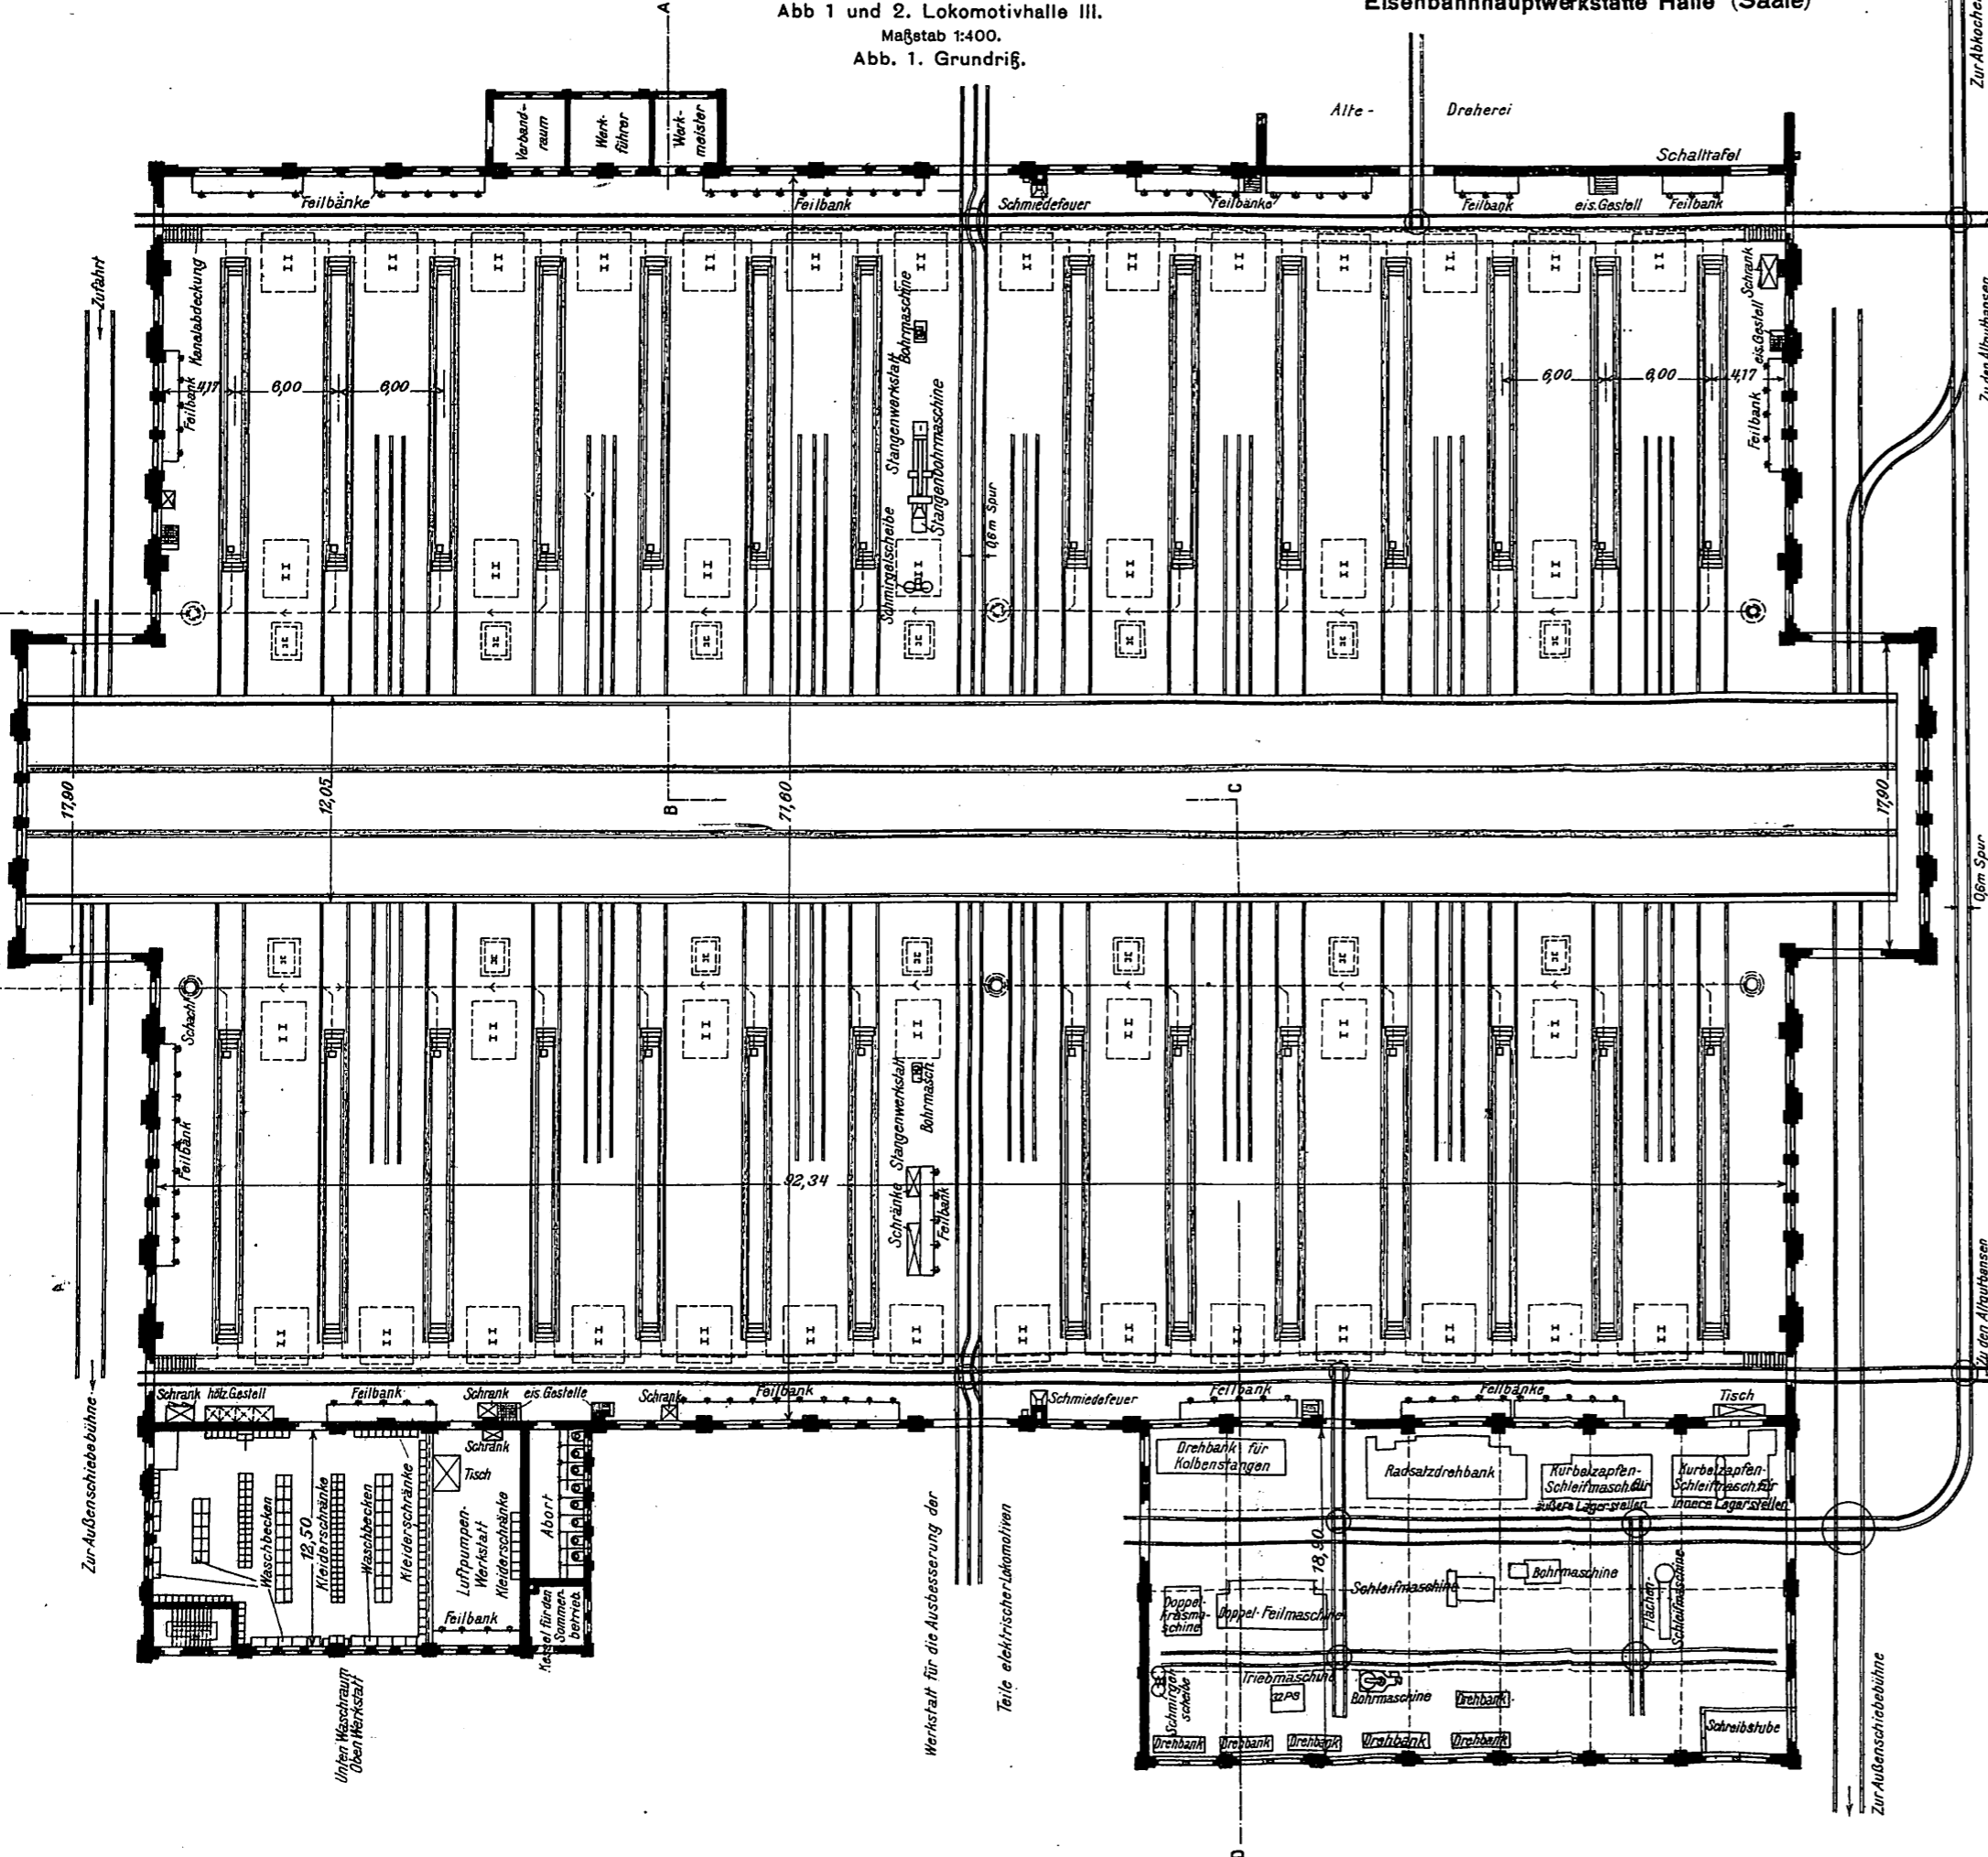 Abb 1 und 2. Lokomotivhalle III.
Maßstab 1:400.
Abb. 1. Grundriß.
Eisenbahnhauptwerkstätte Halle (Saale)
A
Zur Abkocherei
Alte - Dreherei
Verband-
raum
Werk-
führer
Werk-
meister
Schalttafel
Feilbänke
Feilbank
Schmiedefeuer
Feilbänke
Feilbank
eis. Gestell
Feilbank
Zufahrt
Kanalabdeckung
Feilbank
4,17
6,00
6,00
Bohrmaschine
Stangenwerkstatt
Stangenbohrmaschine
Schmirgelscheibe
0,6 m Spur
6,00
6,00
4,17
Schrank
eis. Gestell
Feilbank
17,90
12,05
B
77,60
C
17,90
0,6m Spur
Schacht
Feilbank
Stangenwerkstatt
Bohrmasch.
Schränke
Feilbank
92,34
Zur Außenschiebebühne
Schrank
hölz. Gestell
Feilbank
Schrank
eis. Gestelle
Schrank
Feilbank
Schmiedefeuer
Feilbank
Feilbänke
Tisch
Schrank
Tisch
Waschbecken
12,50
Kleiderschränke
Waschbecken
Kleiderschränke
Luftpumpen-
Werkstatt
Kleiderschränke
Feilbank
Abort
Kessel für den
Sommer-
betrieb.
Unten Waschraum
Oben Werkstatt
Werkstatt für die Ausbesserung der
Teile elektrischer Lokomotiven
Drehbank für
Kolbenstangen
Radsatzdrehbank
Kurbelzapfen-
Schleifmasch. für
äußere Lagerstellen
Kurbelzapfen-
Schleifmasch. für
innere Lagerstellen
18,90
Doppel-
Fräsma-
schine
Doppel-Feilmaschine
Schleifmaschine
Bohrmaschine
Flächen-
Schleifmaschine
Schmirgel-
scheibe
Triebmaschine
32 PS
Bohrmaschine
Drehbank
Drehbank
Drehbank
Drehbank
Drehbank
Drehbank
Schreibstube
Zur Außenschiebebühne
D